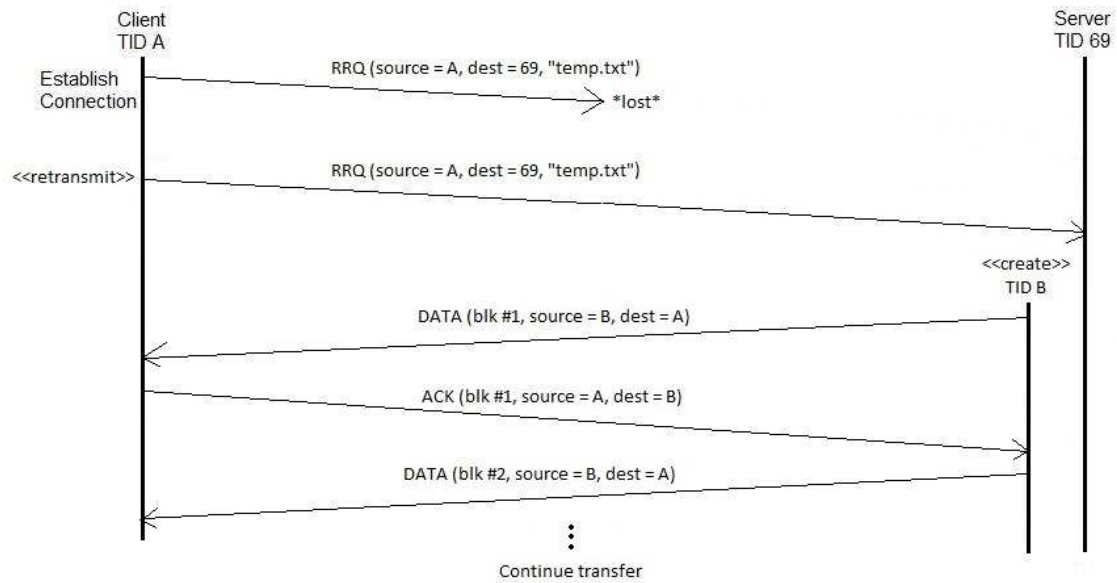 Client
TID A
Server
TID 69
Establish
Connection
RRQ (source = A, dest = 69, "temp.txt")
*lost*
<<retransmit>>
RRQ (source = A, dest = 69, "temp.txt")
<<create>>
TID B
DATA (blk #1, source = B, dest = A)
ACK (blk #1, source = A, dest = B)
DATA (blk #2, source = B, dest = A)
Continue transfer